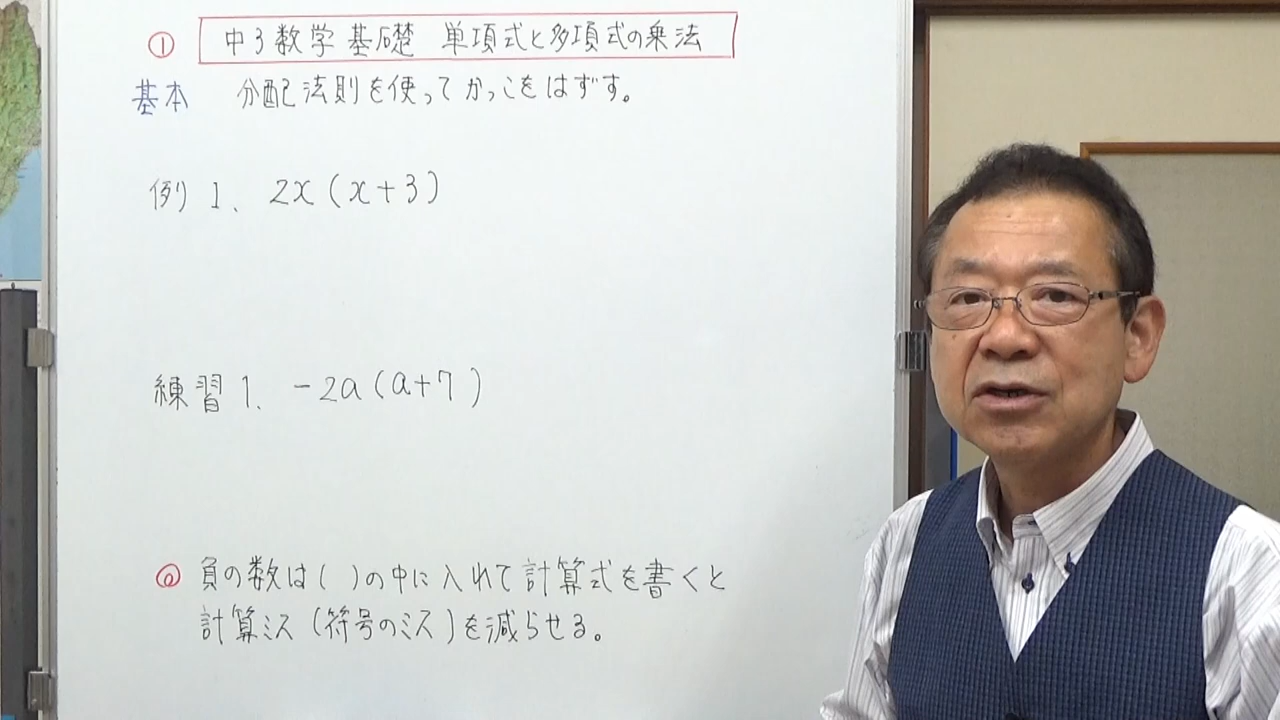 ① 中3数学 基礎 単項式と多項式の乗法
基本 分配法則を使ってかっこをはずす。
例 1、 2x(x+3)
練習 1、 -2a(a+7)
◎ 負の数は( )の中に入れて計算式を書くと
計算ミス(符号のミス)を減らせる。